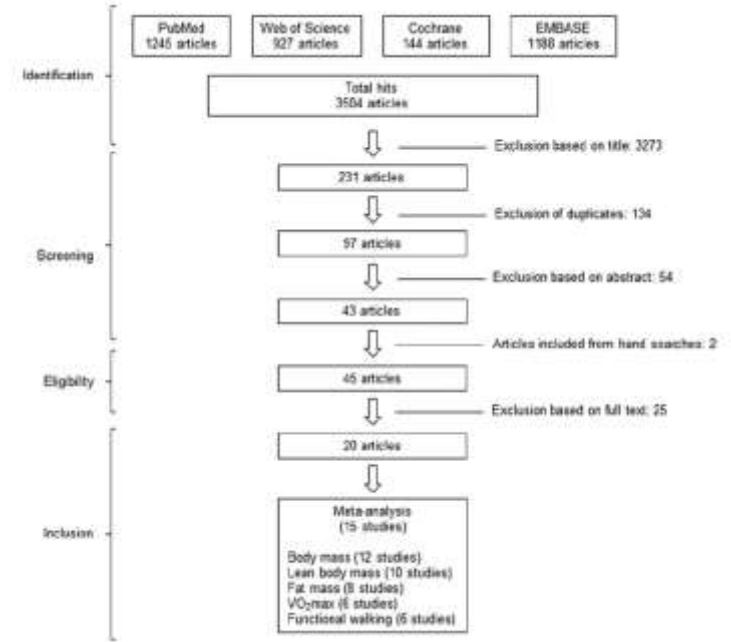 PubMed
1245 articles
Web of Science
927 articles
Cochrane
144 articles
EMBASE
1188 articles
Identification
Total hits
3504 articles
Exclusion based on title: 3273
231 articles
Exclusion of duplicates: 134
97 articles
Screening
Exclusion based on abstract: 54
43 articles
Articles included from hand searches: 2
Eligibilty
45 articles
Exclusion based on full text: 25
20 articles
Inclusion
Meta-analysis
(15 studies)
Body mass (12 studies)
Lean body mass (10 studies)
Fat mass (8 studies)
VO₂max (6 studies)
Functional walking (6 studies)